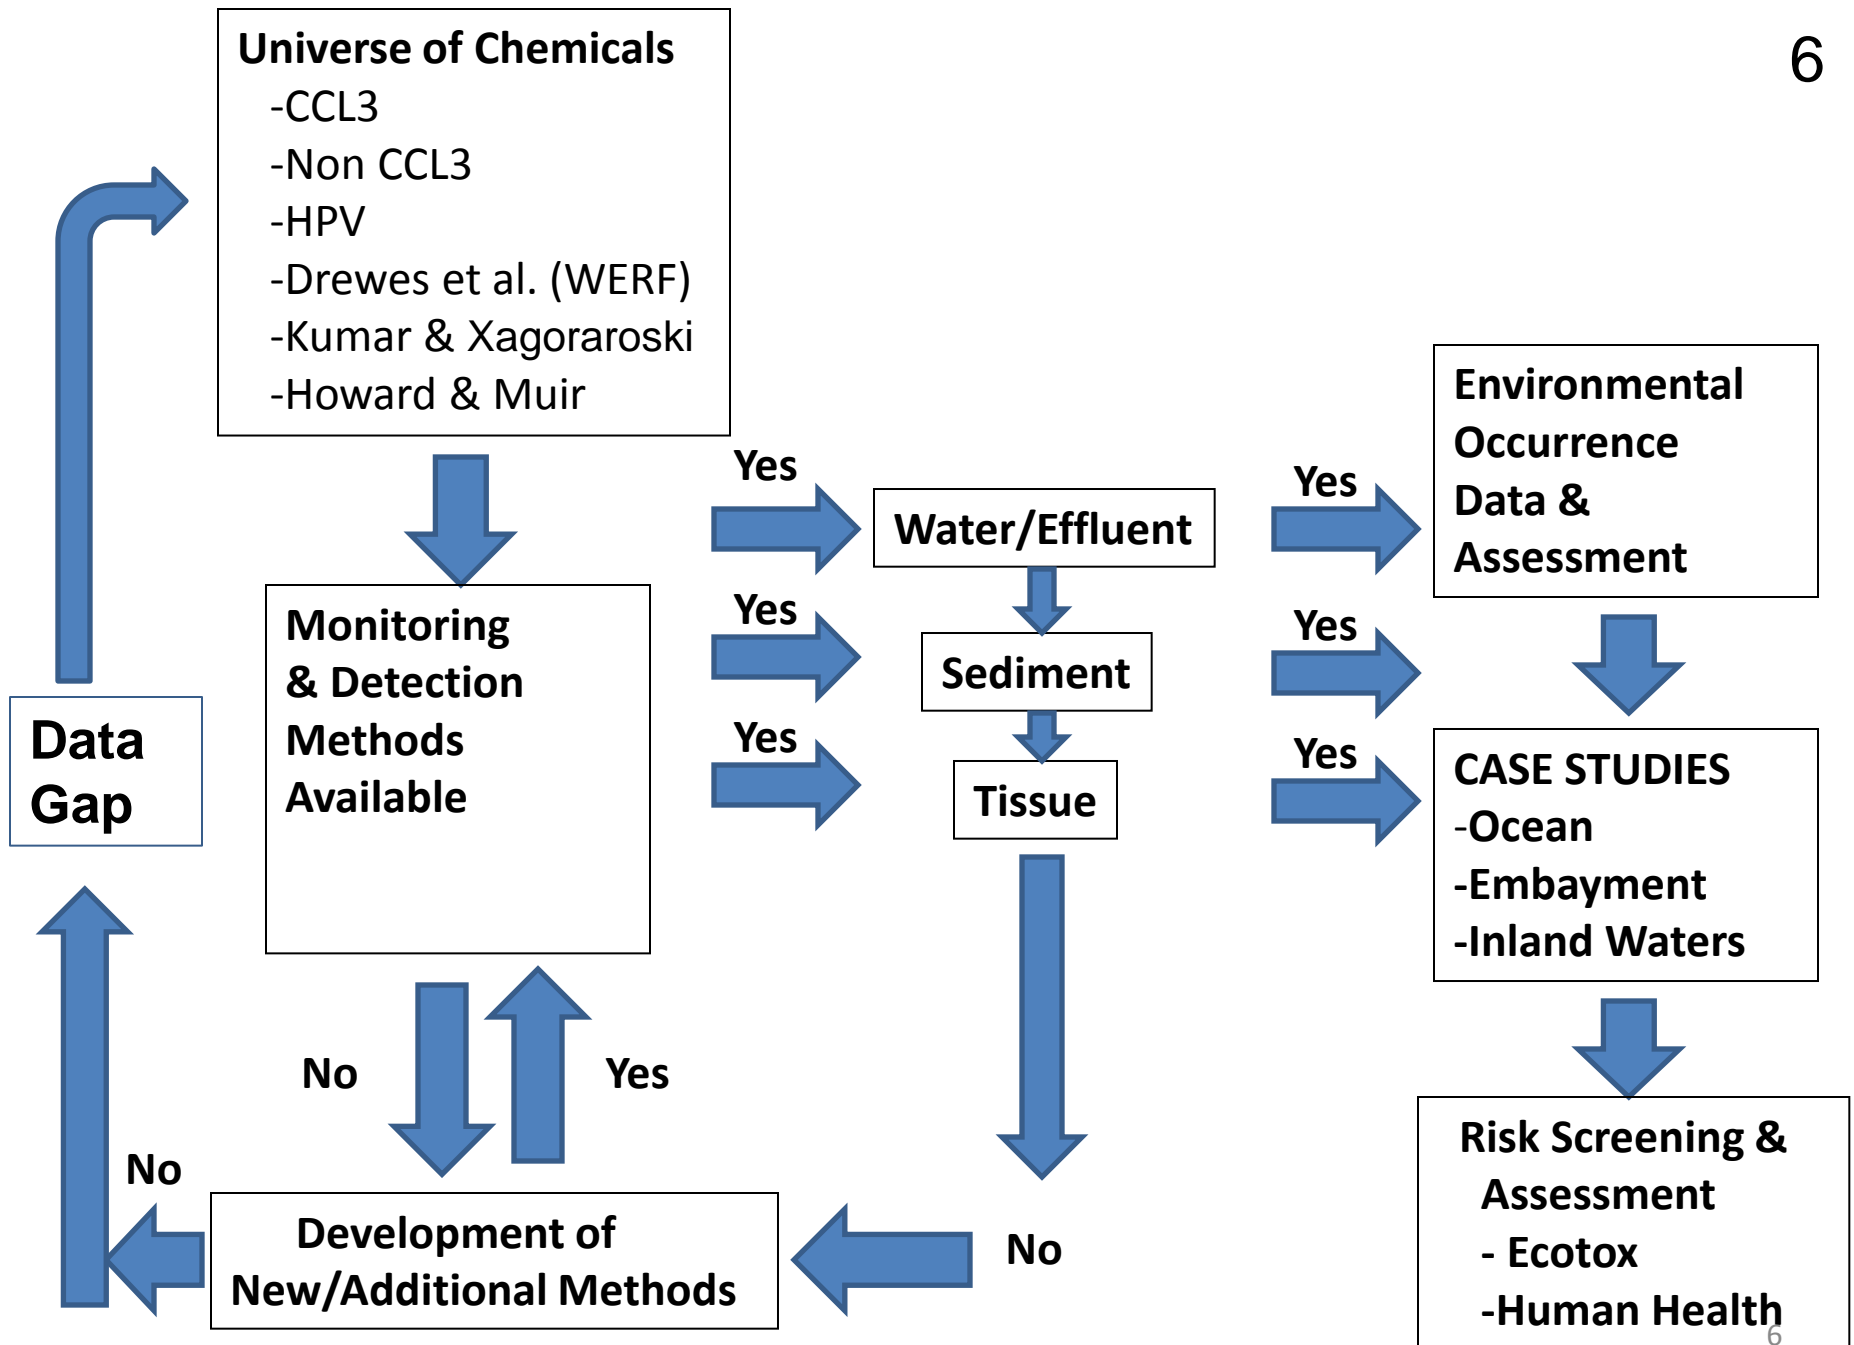 6
Universe of Chemicals
-CCL3
-Non CCL3
-HPV
-Drewes et al. (WERF)
-Kumar & Xagoraroski
-Howard & Muir
Yes
Water/Effluent
Yes
Environmental
Occurrence
Data &
Assessment
Monitoring
& Detection
Methods
Available
Yes
Sediment
Yes
Yes
Tissue
Yes
Data
Gap
CASE STUDIES
-Ocean
-Embayment
-Inland Waters
No
Yes
No
Development of
New/Additional Methods
No
Risk Screening &
Assessment
- Ecotox
-Human Health
6